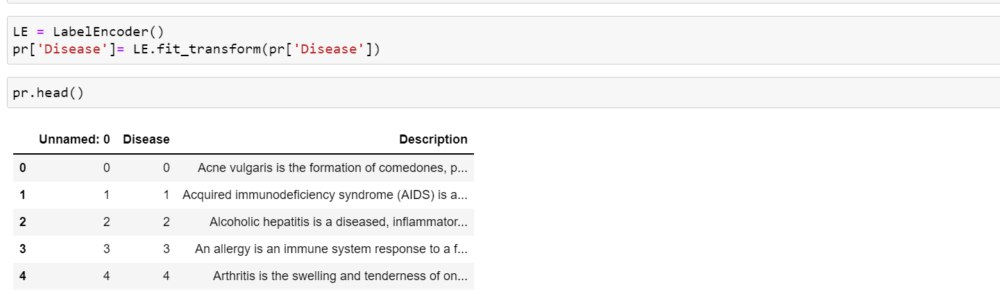 LE = LabelEncoder()
pr['Disease']= LE.fit_transform(pr['Disease'])
pr.head()
Unnamed: 0 Disease Description
0 0 0 Acne vulgaris is the formation of comedones, p...
1 1 1 Acquired immunodeficiency syndrome (AIDS) is a...
2 2 2 Alcoholic hepatitis is a diseased, inflammator...
3 3 3 An allergy is an immune system response to a f...
4 4 4 Arthritis is the swelling and tenderness of on...